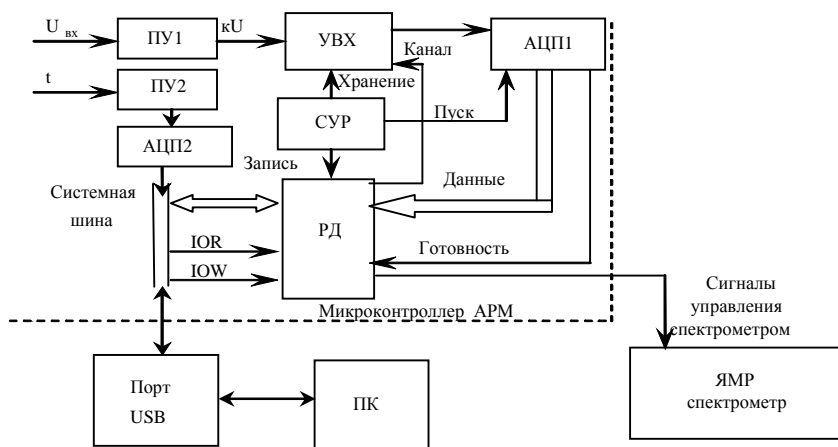 U вх
ПУ1
кU
УВХ
Канал
АЦП1
t
ПУ2
Хранение
СУР
Пуск
АЦП2
Запись
Системная
шина
Данные
РД
IOR
Готовность
IOW
Микроконтроллер АРМ
Сигналы
управления
спектрометром
Порт
USB
ПК
ЯМР
спектрометр